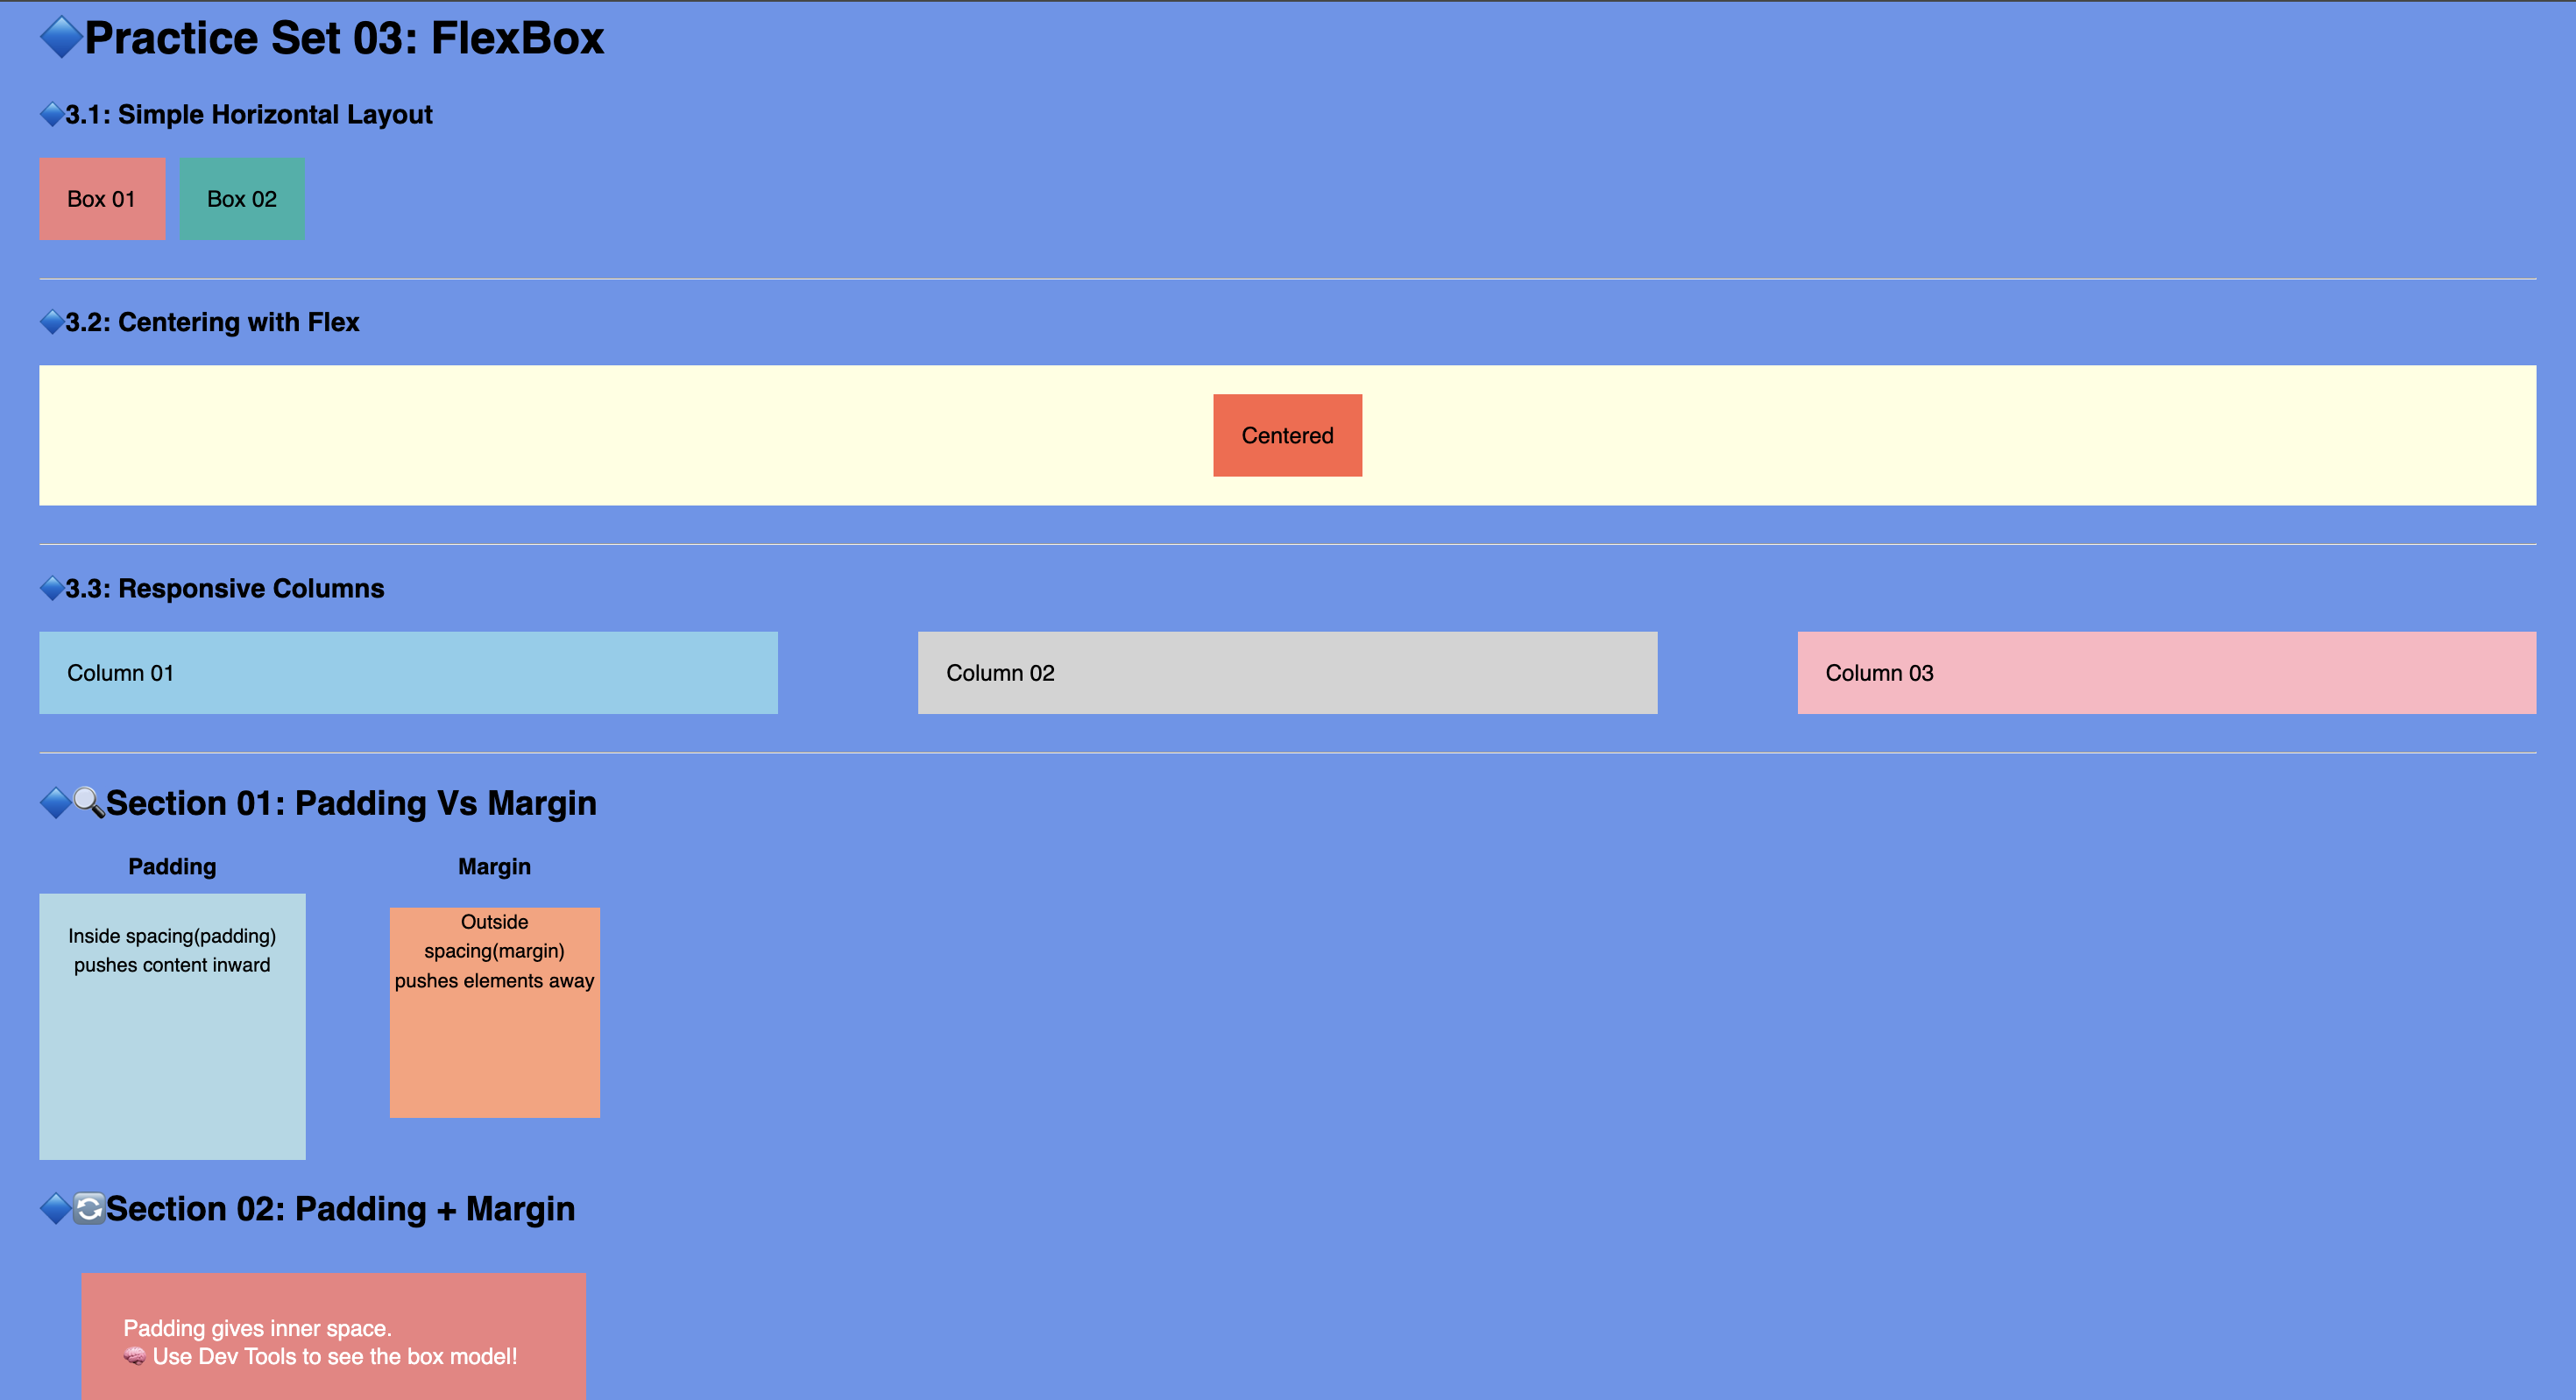 🔷Practice Set 03: FlexBox
🔷3.1: Simple Horizontal Layout
Box 01
Box 02
🔷3.2: Centering with Flex
Centered
🔷3.3: Responsive Columns
Column 01
Column 02
Column 03
🔷🔍Section 01: Padding Vs Margin
Padding
Inside spacing(padding)
pushes content inward
Margin
Outside
spacing(margin)
pushes elements away
🔷🔄Section 02: Padding + Margin
Padding gives inner space.
🧠 Use Dev Tools to see the box model!